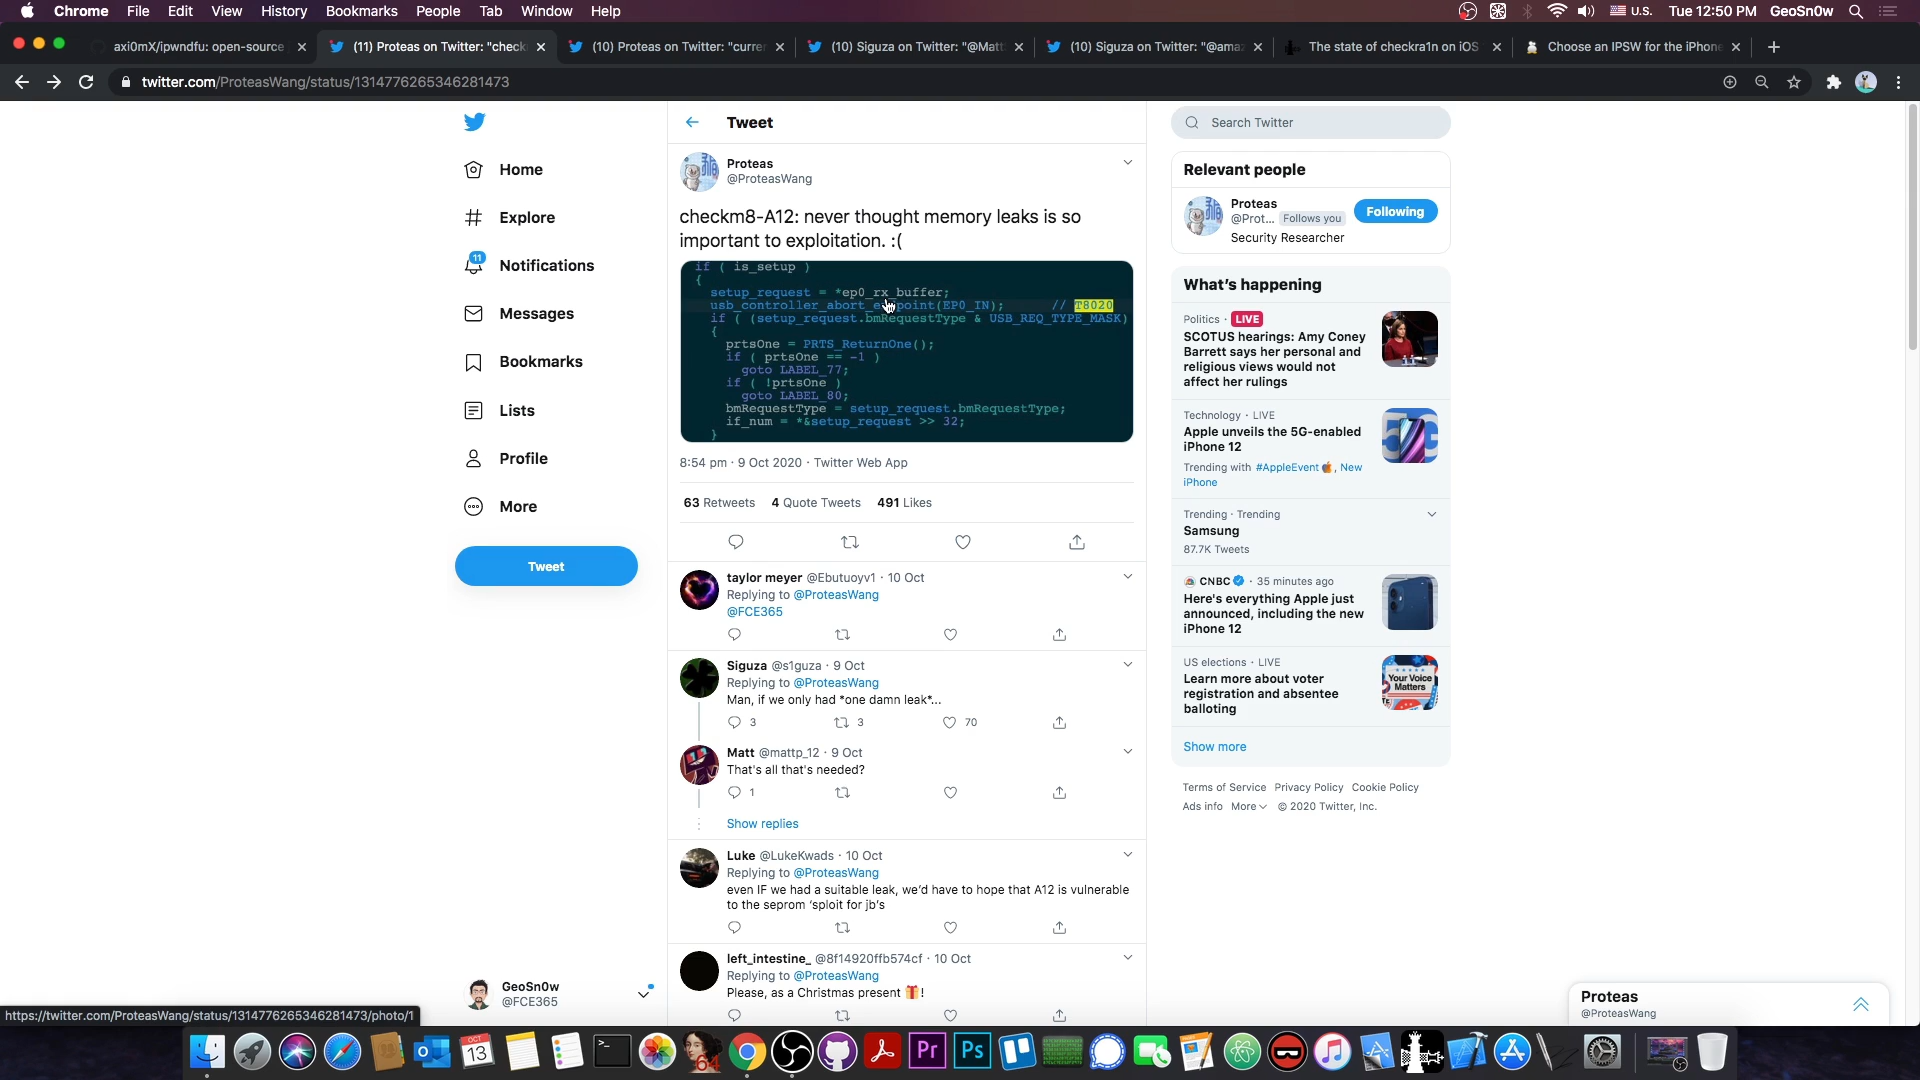 Chrome File Edit View History Bookmarks People Tab Window Help
U.S. Tue 12:50 PM GeoSn0w
axi0mX/ipwndfu: open-source
(11) Proteas on Twitter: "check
(10) Proteas on Twitter: "curre
(10) Siguza on Twitter: "@Mat
(10) Siguza on Twitter: "@ama
The state of checkra1n on iOS
Choose an IPSW for the iPhone
twitter.com/ProteasWang/status/1314776265346281473
Home
Explore
11
Notifications
Messages
Bookmarks
Lists
Profile
More
Tweet
GeoSn0w
@FCE365
https://twitter.com/ProteasWang/status/1314776265346281473/photo/1
Tweet
Proteas
@ProteasWang
checkm8-A12: never thought memory leaks is so
important to exploitation. :(
if ( is_setup )
{
setup_request = *ep0_rx_buffer;
usb_controller_abort_endpoint(EP0_IN); // T8020
if ( (setup_request.bmRequestType & USB_REQ_TYPE_MASK)
{
prtsOne = PRTS_ReturnOne();
if ( prtsOne == -1 )
goto LABEL_77;
if ( !prtsOne )
goto LABEL_80;
bmRequestType = setup_request.bmRequestType;
if_num = *&setup_request >> 32;
}
8:54 pm · 9 Oct 2020 · Twitter Web App
63 Retweets 4 Quote Tweets 491 Likes
taylor meyer @Ebutuoyv1 · 10 Oct
Replying to @ProteasWang
@FCE365
Siguza @s1guza · 9 Oct
Replying to @ProteasWang
Man, if we only had *one damn leak*...
3 3 70
Matt @mattp_12 · 9 Oct
That's all that's needed?
1
Show replies
Luke @LukeKwads · 10 Oct
Replying to @ProteasWang
even IF we had a suitable leak, we'd have to hope that A12 is vulnerable
to the seprom 'sploit for jb's
left_intestine_ @8f14920ffb574cf · 10 Oct
Replying to @ProteasWang
Please, as a Christmas present 🎁!
Search Twitter
Relevant people
Proteas
@Prot... Follows you
Following
Security Researcher
What's happening
Politics · LIVE
SCOTUS hearings: Amy Coney
Barrett says her personal and
religious views would not
affect her rulings
Technology · LIVE
Apple unveils the 5G-enabled
iPhone 12
Trending with #AppleEvent, New
iPhone
5G
Trending · Trending
Samsung
87.7K Tweets
CNBC · 35 minutes ago
Here's everything Apple just
announced, including the new
iPhone 12
US elections · LIVE
Learn more about voter
registration and absentee
balloting
Your Voice
Matters
Show more
Terms of Service Privacy Policy Cookie Policy
Ads info More © 2020 Twitter, Inc.
Proteas
@ProteasWang
OCT
13
64
Pr
Ps